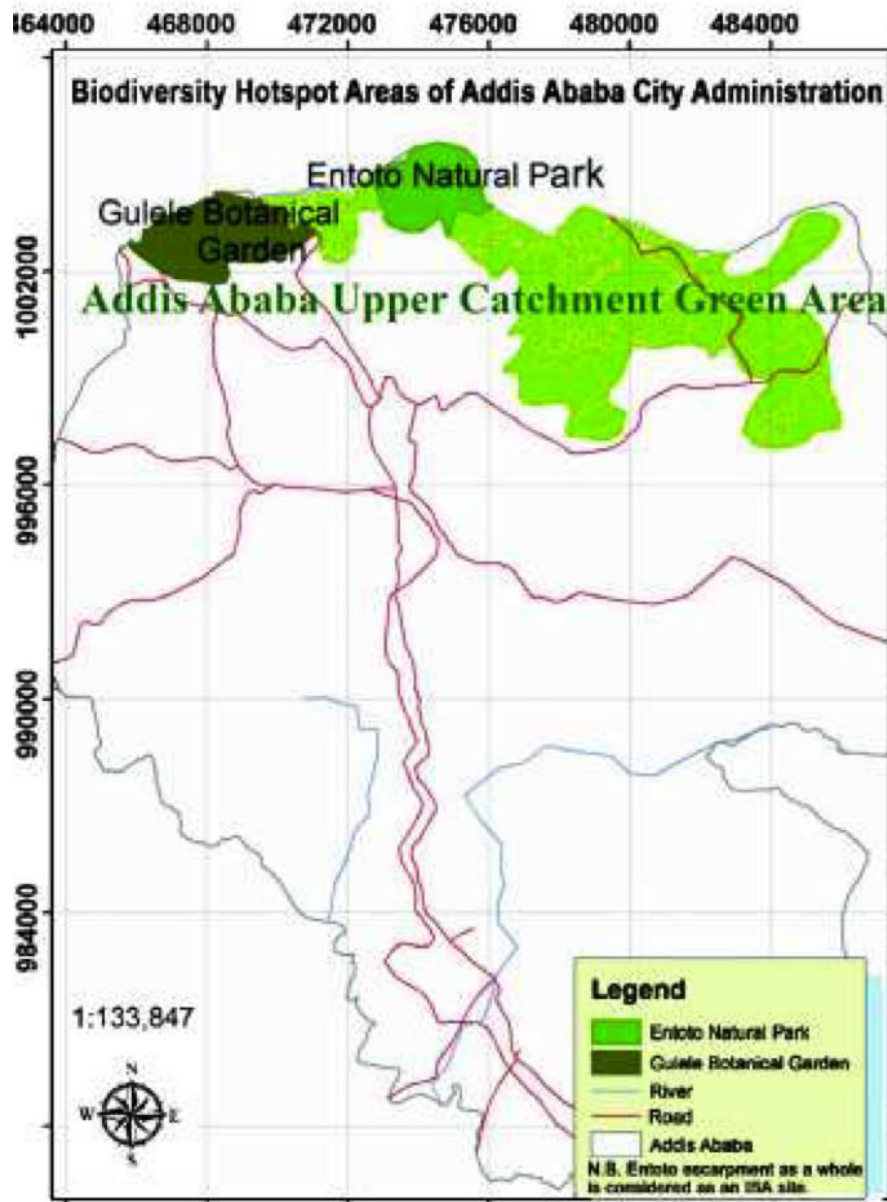 464000 468000 472000 476000 480000 484000
Biodiversity Hotspot Areas of Addis Ababa City Administration
Entoto Natural Park
Gulele Botanical
Garden
1002000
Addis Ababa Upper Catchment Green Area
996000
990000
984000
1:133,847
N
W E
S
Legend
Entoto Natural Park
Gulele Botanical Garden
River
Road
Addis Ababa
N.B. Entoto escarpment as a whole
is considered as an IBA site.